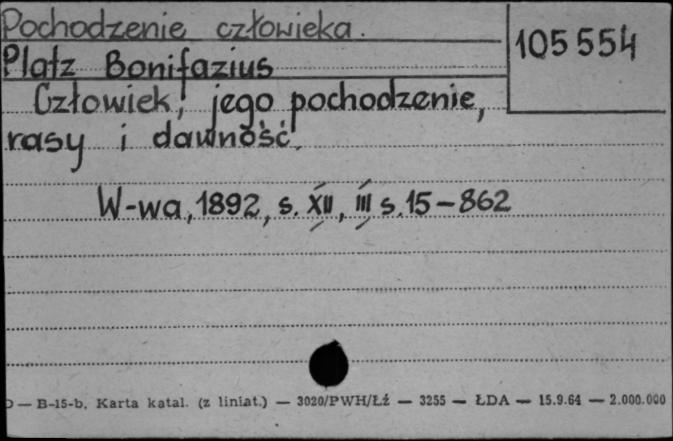 Pochodzenie człowieka.
105554
Platz Bonifazius
Człowiek, jego pochodzenie,
rasy i dawność.
W-wa, 1892, s. XII, III s. 15-862
— B-15-b. Karta katal. (z liniat.) — 3020/PWH/Łź — 3255 — ŁDA — 15.9.64 — 2.000.000